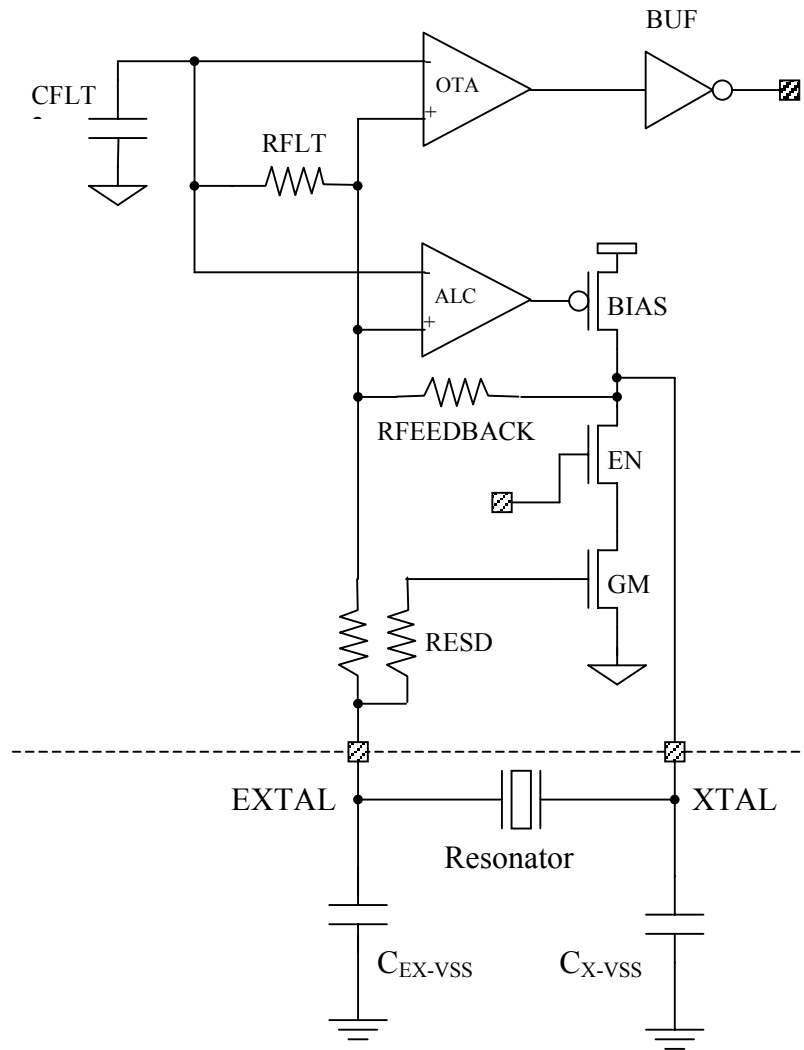 BUF
CFLT
OTA
-
+
RFLT
ALC
-
+
BIAS
RFEEDBACK
EN
GM
RESD
EXTAL
XTAL
Resonator
CEX-VSS
CX-VSS